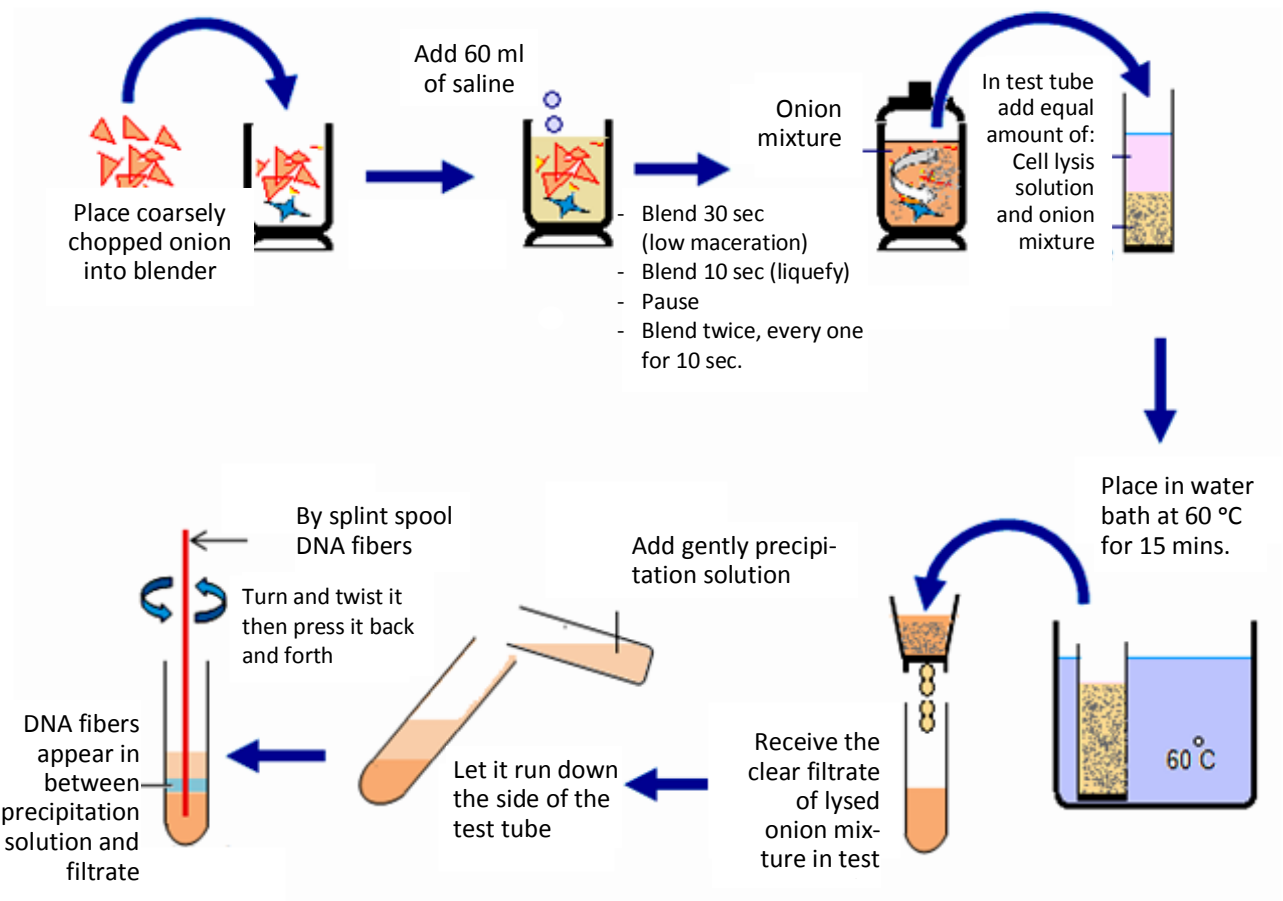 Place coarsely
chopped onion
into blender
Add 60 ml
of saline
- Blend 30 sec
(low maceration)
- Blend 10 sec (liquefy)
- Pause
- Blend twice, every one
for 10 sec.
Onion
mixture
In test tube
add equal
amount of:
Cell lysis
solution
and onion
mixture
Place in water
bath at 60 °C
for 15 mins.
60°C
Receive the
clear filtrate
of lysed
onion mix-
ture in test
Add gently precipi-
tation solution
Let it run down
the side of the
test tube
By splint spool
DNA fibers
Turn and twist it
then press it back
and forth
DNA fibers
appear in
between
precipitation
solution and
filtrate